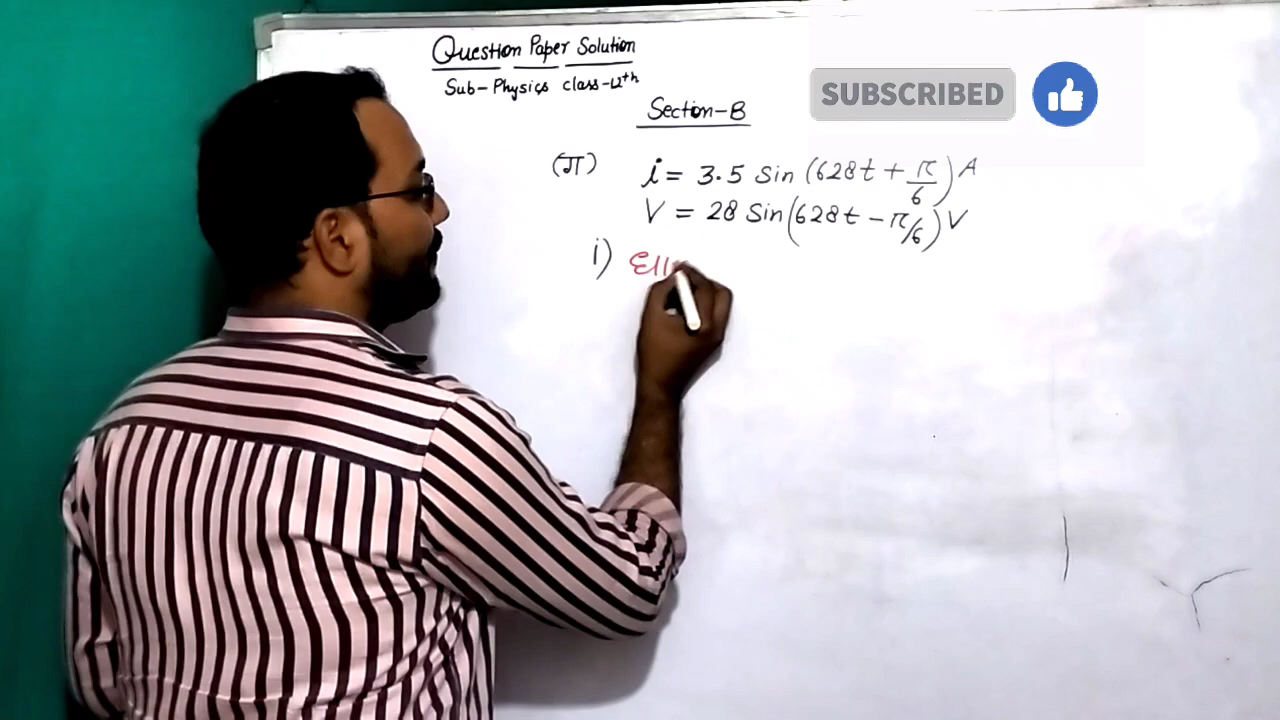 Question Paper Solution
Sub-Physics class-12th
Section-B
SUBSCRIBED
(ग) i = 3.5 sin (628t + π/6) A
V = 28 sin (628t - π/6) V
i)